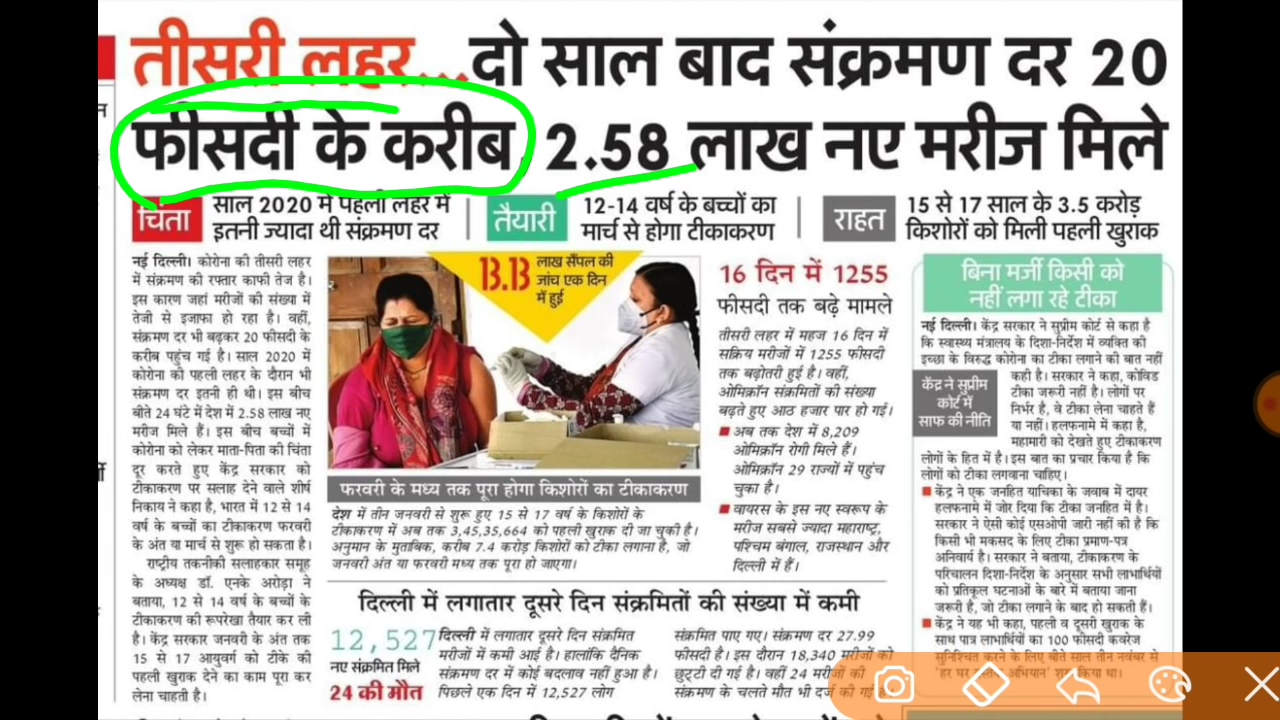 तीसरी लहर...दो साल बाद संक्रमण दर 20
फीसदी के करीब, 2.58 लाख नए मरीज मिले
चिंता
साल 2020 में पहली लहर में
इतनी ज्यादा थी संक्रमण दर
तैयारी
12-14 वर्ष के बच्चों का
मार्च से होगा टीकाकरण
राहत
15 से 17 साल के 3.5 करोड़
किशोरों को मिली पहली खुराक
नई दिल्ली। कोरोना की तीसरी लहर
में संक्रमण की रफ्तार काफी तेज है।
इस कारण जहां मरीजों की संख्या में
तेजी से इजाफा हो रहा है। वहीं,
संक्रमण दर भी बढ़कर 20 फीसदी के
करीब पहुंच गई है। साल 2020 में
कोरोना की पहली लहर के दौरान भी
संक्रमण दर इतनी ही थी। इस बीच
बीते 24 घंटे में देश में 2.58 लाख नए
मरीज मिले हैं। इस बीच बच्चों में
कोरोना को लेकर माता-पिता की चिंता
दूर करते हुए केंद्र सरकार को
टीकाकरण पर सलाह देने वाले शीर्ष
निकाय ने कहा है, भारत में 12 से 14
वर्ष के बच्चों का टीकाकरण फरवरी
के अंत या मार्च से शुरू हो सकता है।
राष्ट्रीय तकनीकी सलाहकार समूह
के अध्यक्ष डॉ. एनके अरोड़ा ने
बताया, 12 से 14 वर्ष के बच्चों के
टीकाकरण की रूपरेखा तैयार कर ली
है। केंद्र सरकार जनवरी के अंत तक
15 से 17 आयुवर्ग को टीके की
पहली खुराक देने का काम पूरा कर
लेना चाहती है।
13.13 लाख सैंपल की
जांच एक दिन
में हुई
फरवरी के मध्य तक पूरा होगा किशोरों का टीकाकरण
देश में तीन जनवरी से शुरू हुए 15 से 17 वर्ष के किशोरों के
टीकाकरण में अब तक 3,45,35,664 को पहली खुराक दी जा चुकी है।
अनुमान के मुताबिक, करीब 7.4 करोड़ किशोरों को टीका लगाना है, जो
जनवरी अंत या फरवरी मध्य तक पूरा हो जाएगा।
16 दिन में 1255
फीसदी तक बढ़े मामले
तीसरी लहर में महज 16 दिन में
सक्रिय मरीजों में 1255 फीसदी
तक बढ़ोतरी हुई है। वहीं,
ओमिक्रॉन संक्रमितों की संख्या
बढ़ते हुए आठ हजार पार हो गई।
अब तक देश में 8,209
ओमिक्रॉन रोगी मिले हैं।
ओमिक्रॉन 29 राज्यों में पहुंच
चुका है।
वायरस के इस नए स्वरूप के
मरीज सबसे ज्यादा महाराष्ट्र,
पश्चिम बंगाल, राजस्थान और
दिल्ली में हैं।
दिल्ली में लगातार दूसरे दिन संक्रमितों की संख्या में कमी
12,527
नए संक्रमित मिले
24 की मौत
दिल्ली में लगातार दूसरे दिन संक्रमित
मरीजों में कमी आई है। हालांकि दैनिक
संक्रमण दर में कोई बदलाव नहीं हुआ है।
पिछले एक दिन में 12,527 लोग
संक्रमित पाए गए। संक्रमण दर 27.99
फीसदी है। इस दौरान 18,340 मरीजों को
छुट्टी दी गई है। वहीं 24 मरीजों की
संक्रमण के चलते मौत भी दर्ज की गई है।
बिना मर्जी किसी को
नहीं लगा रहे टीका
नई दिल्ली। केंद्र सरकार ने सुप्रीम कोर्ट से कहा है
कि स्वास्थ्य मंत्रालय के दिशा-निर्देश में व्यक्ति को
इच्छा के विरुद्ध कोरोना का टीका लगाने की बात नहीं
कही है। सरकार ने कहा, कोविड
टीका जरूरी नहीं है। लोगों पर
निर्भर है, वे टीका लेना चाहते हैं
या नहीं। हलफनामे में कहा है,
महामारी को देखते हुए टीकाकरण
केंद्र ने सुप्रीम
कोर्ट में
साफ की नीति
लोगों के हित में है। इस बात का प्रचार किया है कि
लोगों को टीका लगवाना चाहिए।
केंद्र ने एक जनहित याचिका के जवाब में दायर
हलफनामे में जोर दिया कि टीका जनहित में है।
सरकार ने ऐसी कोई एसओपी जारी नहीं की है कि
किसी भी मकसद के लिए टीका प्रमाण-पत्र
अनिवार्य है। सरकार ने बताया, टीकाकरण के
परिचालन दिशा-निर्देश के अनुसार सभी लाभार्थियों
को प्रतिकूल घटनाओं के बारे में बताया जाना
जरूरी है, जो टीका लगाने के बाद हो सकती हैं।
केंद्र ने यह भी कहा, पहली व दूसरी खुराक के
साथ पात्र लाभार्थियों का 100 फीसदी कवरेज
सुनिश्चित करने के लिए बीते साल तीन नवंबर से